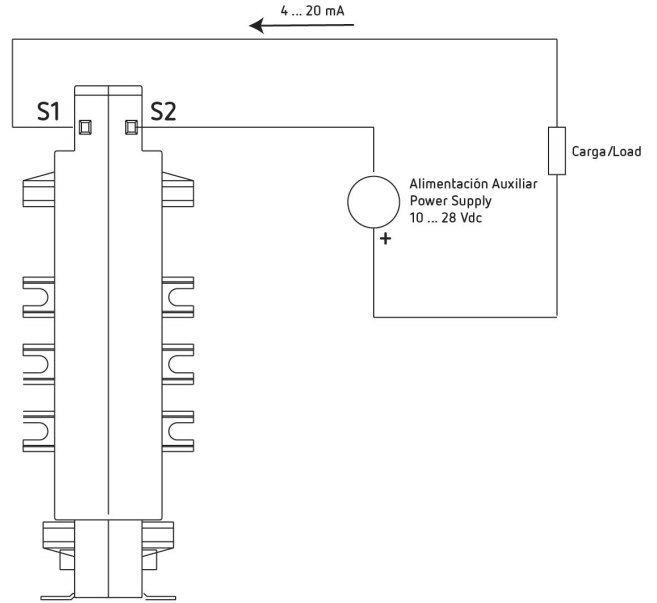 4 ... 20 mA
S1
S2
Carga/Load
Alimentación Auxiliar
Power Supply
10 ... 28 Vdc
+